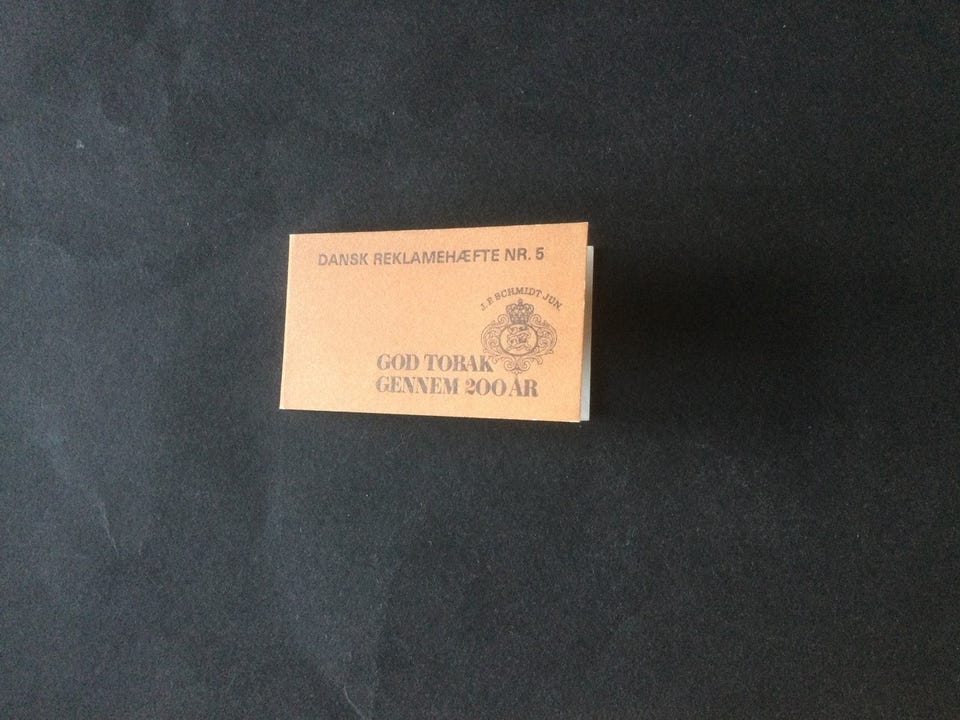 DANSK REKLAMEHÆFTE NR. 5
J. P. SCHMIDT JUN.
GOD TOBAK
GENNEM 200 ÅR